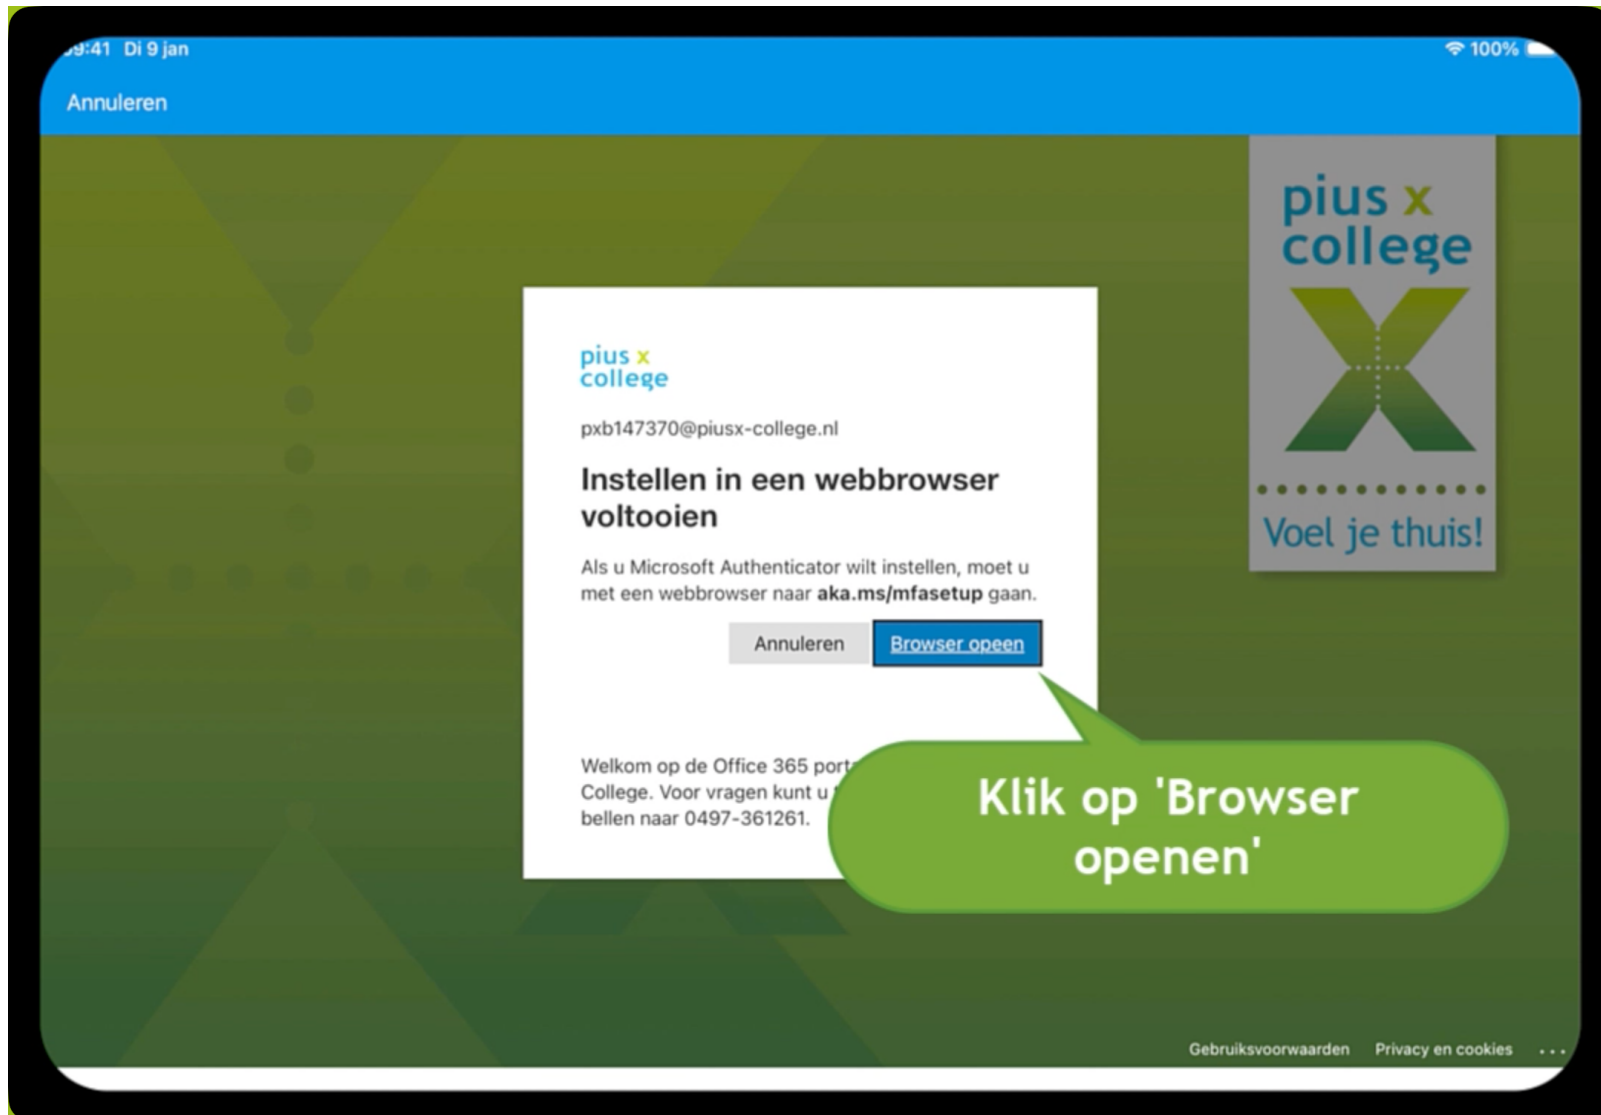 9:41 Di 9 jan
100%
Annuleren
pius x
college
Voel je thuis!
pius x
college
pxb147370@piusx-college.nl
Instellen in een webbrowser
voltooien
Als u Microsoft Authenticator wilt instellen, moet u
met een webbrowser naar aka.ms/mfasetup gaan.
Annuleren
Browser opeen
Welkom op de Office 365
College. Voor vragen kunt u
bellen naar 0497-361261.
Klik op 'Browser
openen'
Gebruiksvoorwaarden Privacy en cookies ...